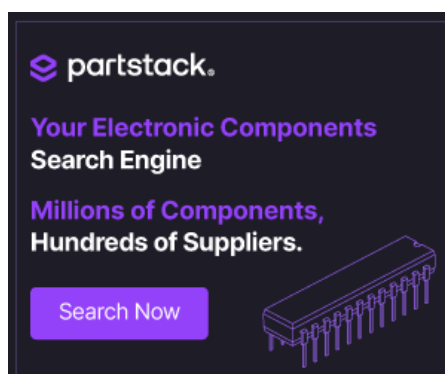 partstack.
Your Electronic Components
Search Engine
Millions of Components,
Hundreds of Suppliers.
Search Now